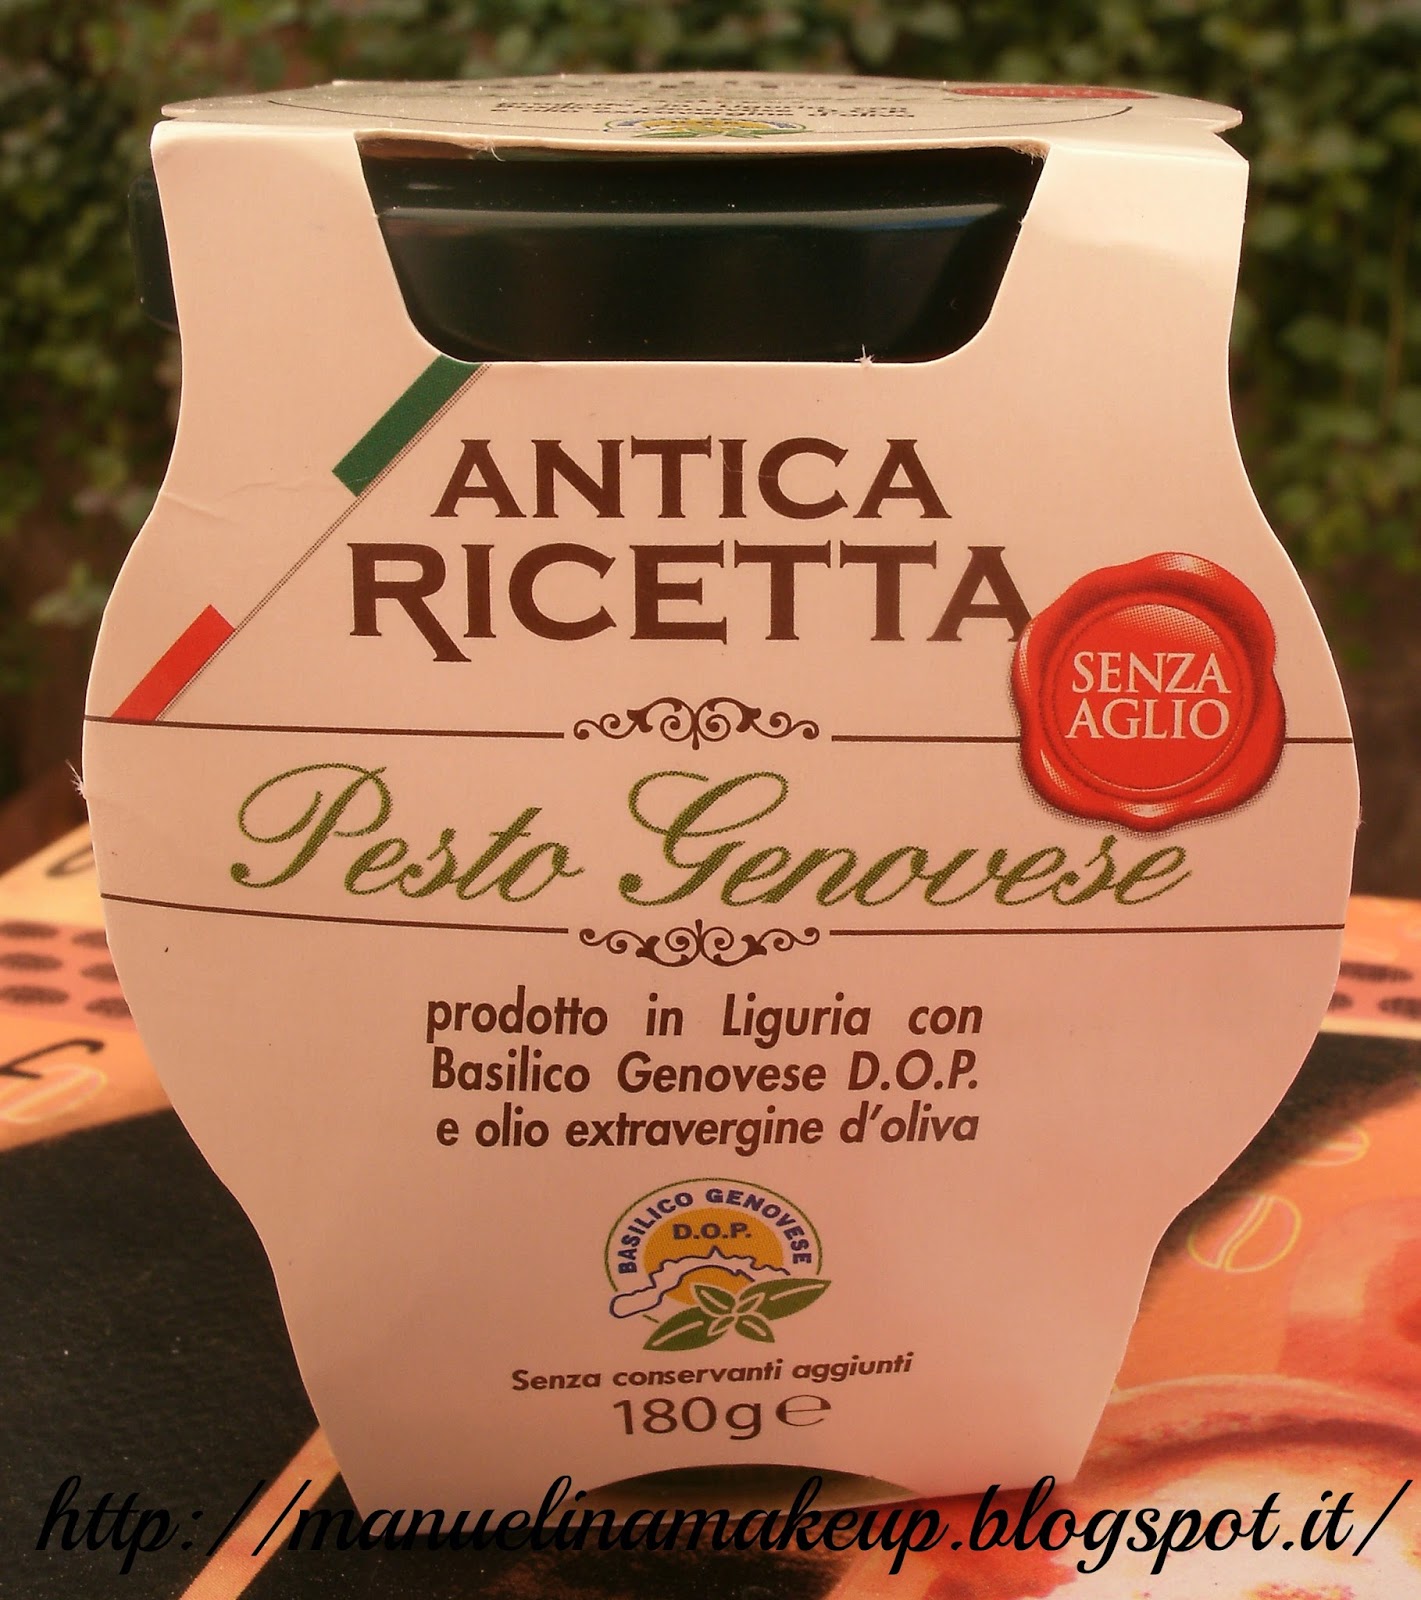 ANTICA
RICETTA
SENZA
AGLIO
Pesto Genovese
prodotto in Liguria con
Basilico Genovese D.O.P.
e olio extravergine d'oliva
BASILICO GENOVESE
D.O.P.
Senza conservanti aggiunti
180g e
http://manuelinamakeup.blogspot.it/